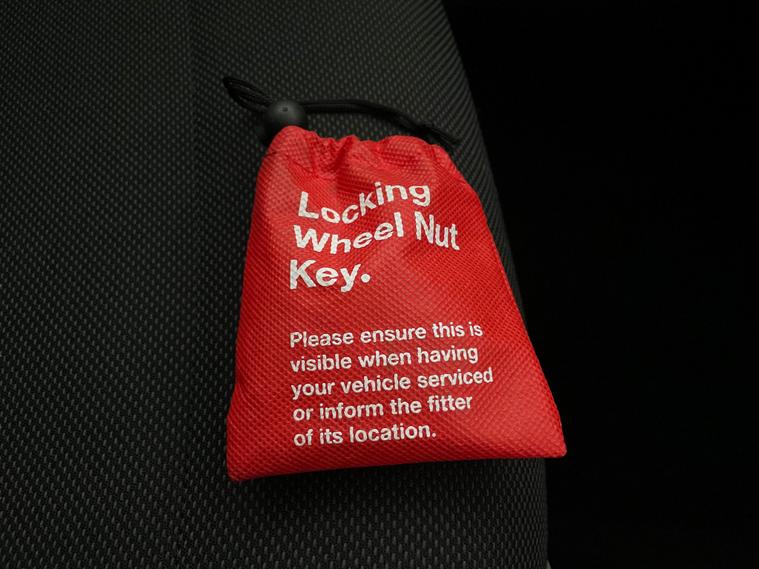 Locking
Wheel Nut
Key.
Please ensure this is
visible when having
your vehicle serviced
or inform the fitter
of its location.